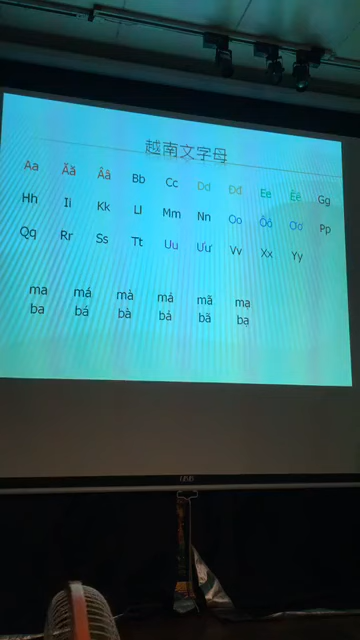 越南文字母
Aa Ăă Ââ Bb Cc Dd Đđ Ee Êê Gg
Hh Ii Kk Ll Mm Nn Oo Ôô Ơơ Pp
Qq Rr Ss Tt Uu Ưư Vv Xx Yy
ma má mà mả mã mạ
ba bá bà bả bã bạ